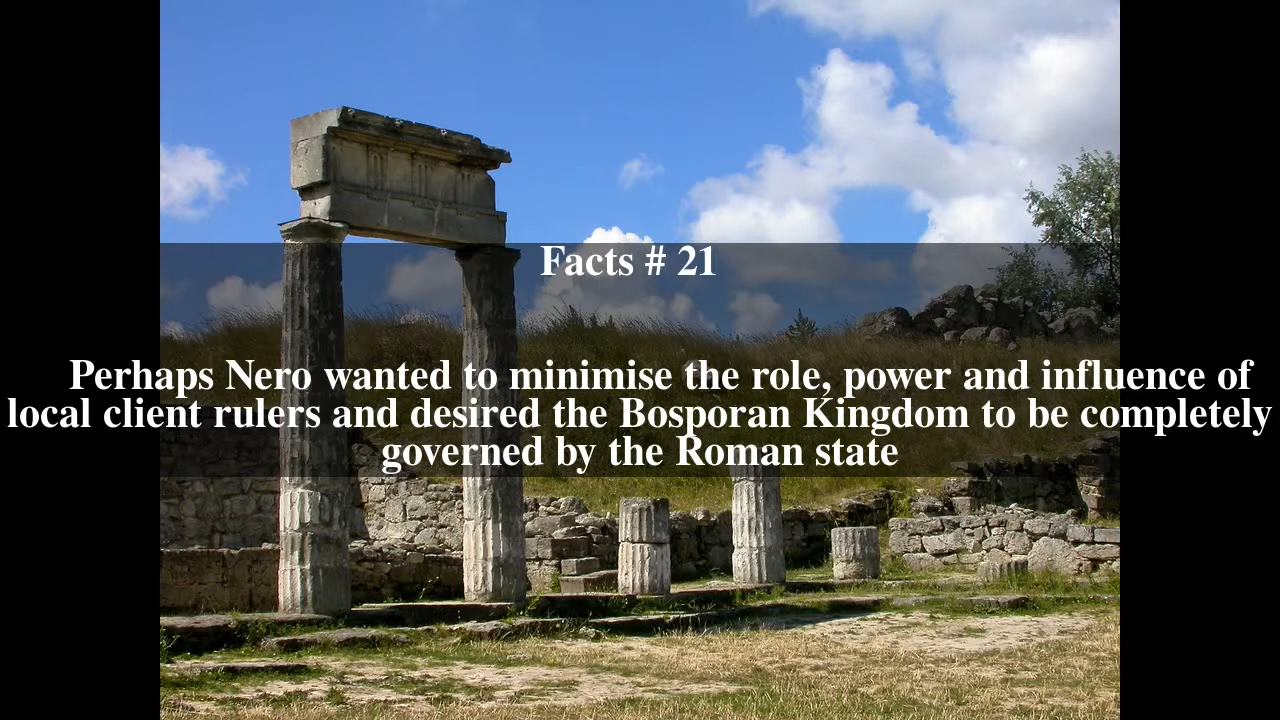 Facts # 21
Perhaps Nero wanted to minimise the role, power and influence of
local client rulers and desired the Bosporan Kingdom to be completely
governed by the Roman state